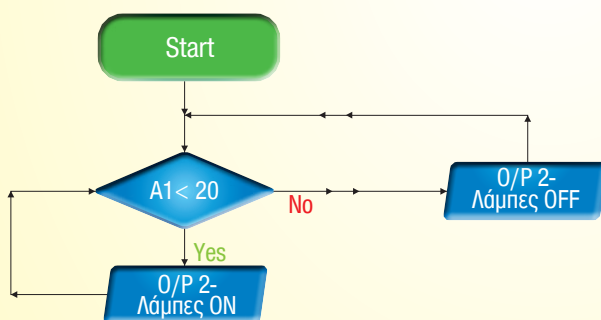 Start
A1< 20
No
Yes
O/P 2-
Λάμπες OFF
O/P 2-
Λάμπες ON